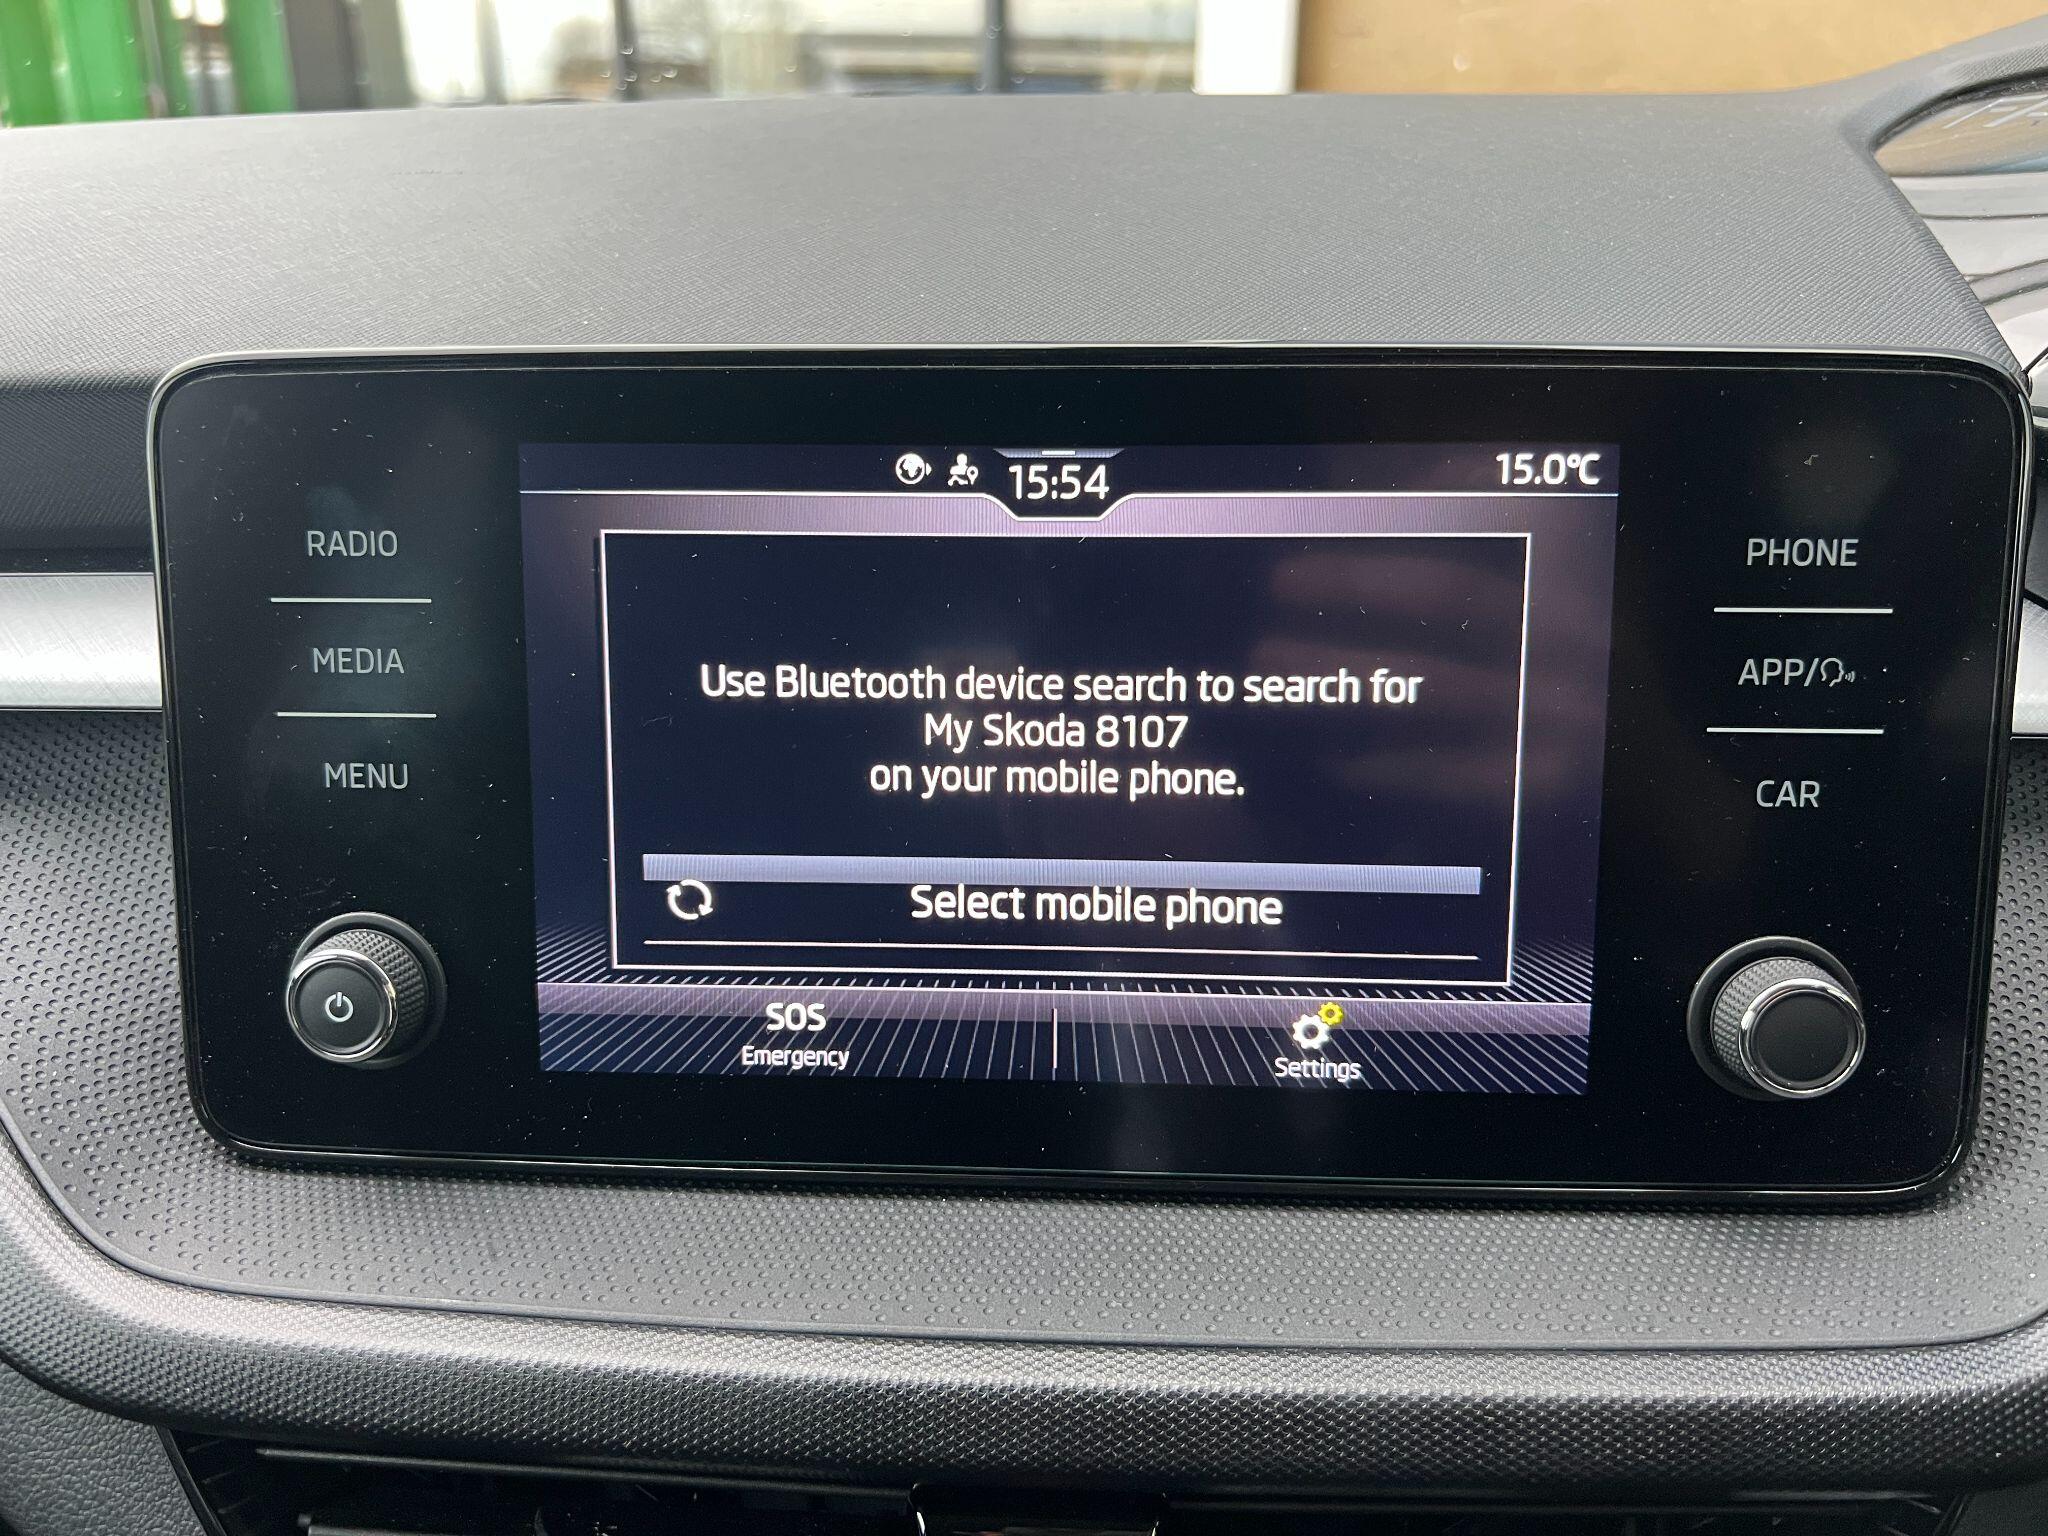 15:54
15.0°C
RADIO
MEDIA
MENU
Use Bluetooth device search to search for
My Skoda 8107
on your mobile phone.
Select mobile phone
SOS
Emergency
Settings
PHONE
APP/
CAR